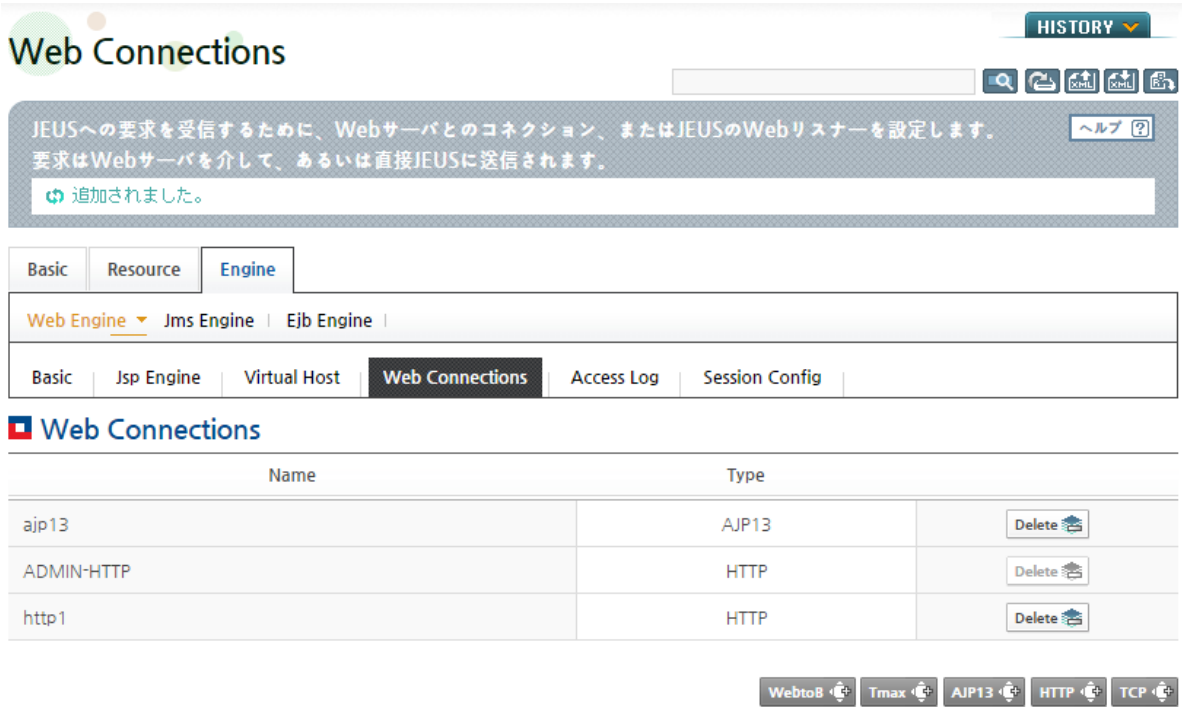 HISTORY
Web Connections
XML XML
JEUSへの要求を受信するために、Webサーバとのコネクション、またはJEUSのWebリスナーを設定します。 ヘルプ ?
要求はWebサーバを介して、あるいは直接JEUSに送信されます。
追加されました。
Basic Resource Engine
Web Engine Jms Engine Ejb Engine
Basic Jsp Engine Virtual Host Web Connections Access Log Session Config
Web Connections
Name Type
ajp13 AJP13 Delete
ADMIN-HTTP HTTP Delete
http1 HTTP Delete
WebtoB Tmax AJP13 HTTP TCP